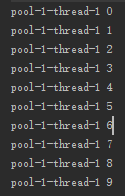 pool-1-thread-1 0
pool-1-thread-1 1
pool-1-thread-1 2
pool-1-thread-1 3
pool-1-thread-1 4
pool-1-thread-1 5
pool-1-thread-1 6
pool-1-thread-1 7
pool-1-thread-1 8
pool-1-thread-1 9